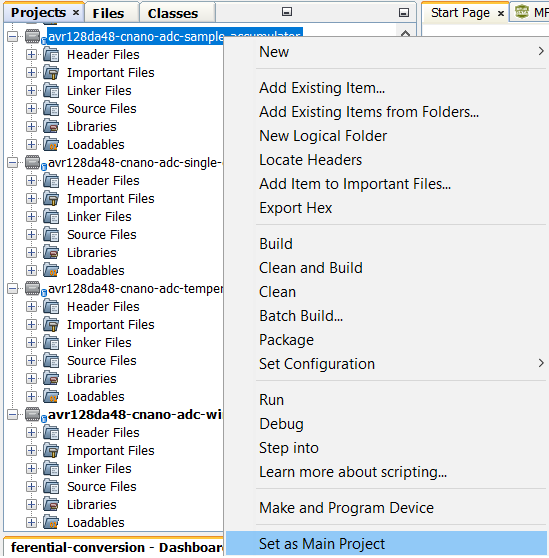 Projects ×
Files
Classes
Start Page ×
MF
avr128da48-cnano-adc-sample-accumulator
Header Files
Important Files
Linker Files
Source Files
Libraries
Loadables
avr128da48-cnano-adc-single-
Header Files
Important Files
Linker Files
Source Files
Libraries
Loadables
avr128da48-cnano-adc-temper
Header Files
Important Files
Linker Files
Source Files
Libraries
Loadables
avr128da48-cnano-adc-wi
Header Files
Important Files
Linker Files
Source Files
Libraries
Loadables
ferential-conversion - Dashboar
New
Add Existing Item...
Add Existing Items from Folders...
New Logical Folder
Locate Headers
Add Item to Important Files...
Export Hex
Build
Clean and Build
Clean
Batch Build...
Package
Set Configuration
Run
Debug
Step into
Learn more about scripting...
Make and Program Device
Set as Main Project